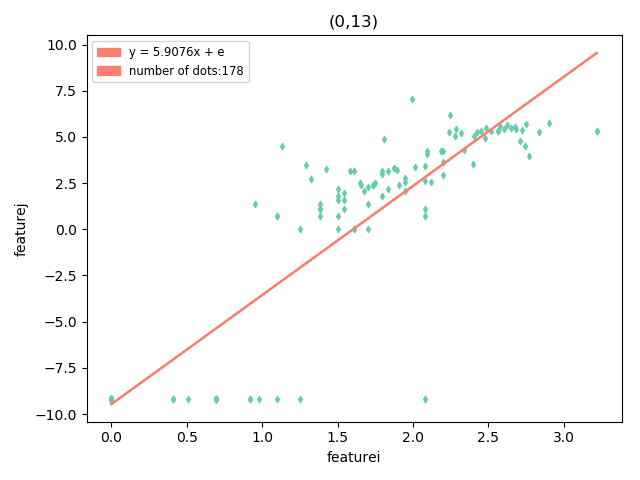 (0,13)
y = 5.9076x + e
number of dots:178
10.0
7.5
5.0
2.5
0.0
−2.5
−5.0
−7.5
−10.0
featurej
0.0 0.5 1.0 1.5 2.0 2.5 3.0
featurei